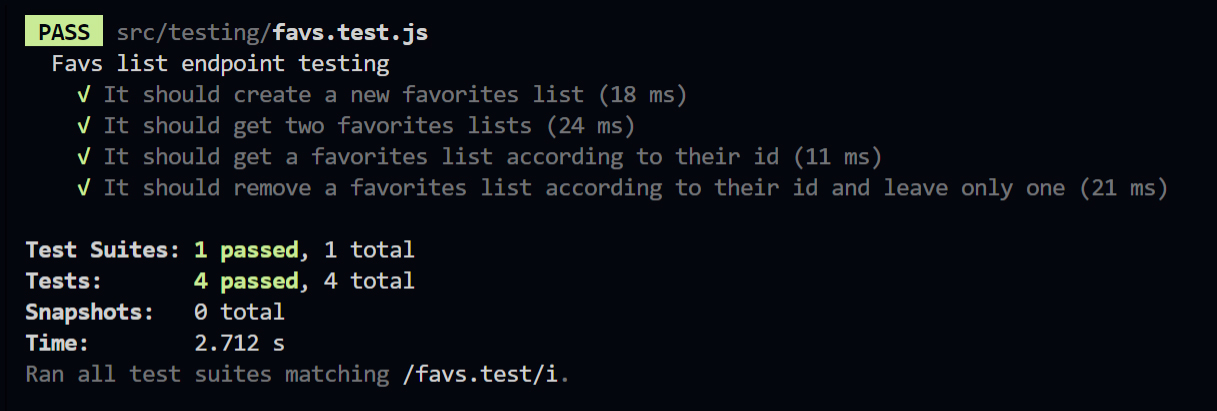 PASS src/testing/favs.test.js
Favs list endpoint testing
√ It should create a new favorites list (18 ms)
√ It should get two favorites lists (24 ms)
√ It should get a favorites list according to their id (11 ms)
√ It should remove a favorites list according to their id and leave only one (21 ms)
Test Suites: 1 passed, 1 total
Tests: 4 passed, 4 total
Snapshots: 0 total
Time: 2.712 s
Ran all test suites matching /favs.test/i.